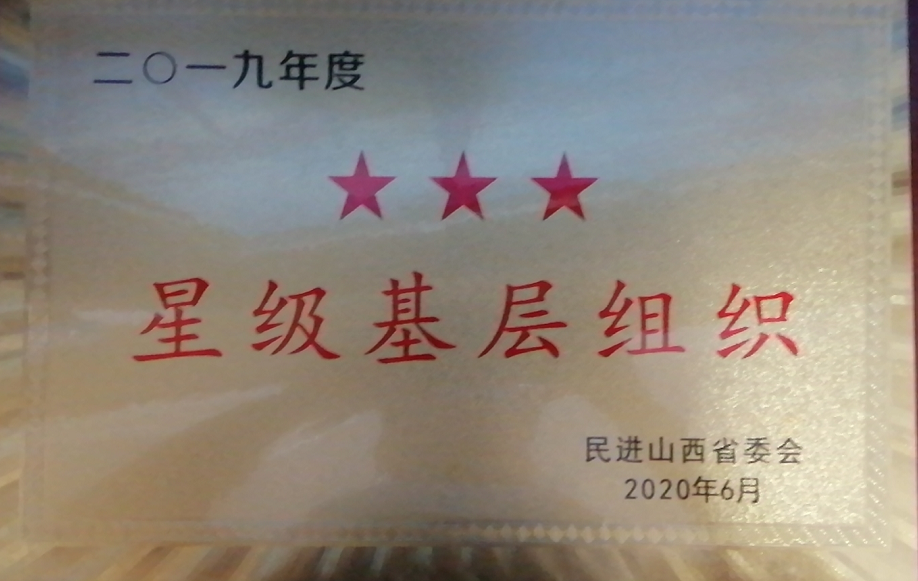 二〇一九年度
★★★
星级基层组织
民进山西省委会
2020年6月